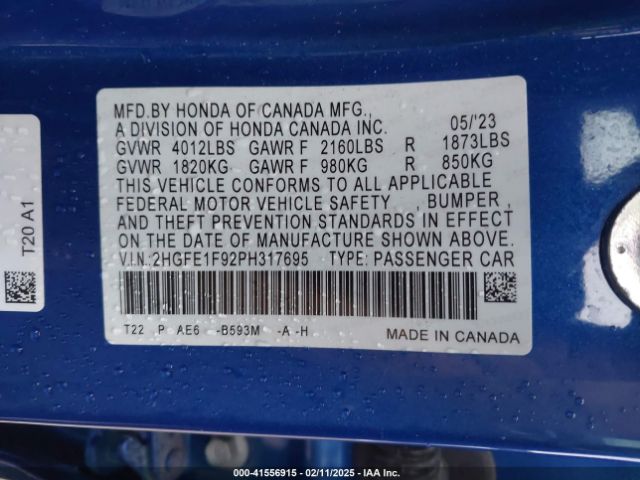 MFD.BY HONDA OF CANADA MFG.,
A DIVISION OF HONDA CANADA INC. 05/'23
GVWR 4012LBS GAWR F 2160LBS R 1873LBS
GVWR 1820KG GAWR F 980KG R 850KG
THIS VEHICLE CONFORMS TO ALL APPLICABLE
FEDERAL MOTOR VEHICLE SAFETY , BUMPER ,
AND THEFT PREVENTION STANDARDS IN EFFECT
ON THE DATE OF MANUFACTURE SHOWN ABOVE.
V.I.N.:2HGFE1F92PH317695 TYPE: PASSENGER CAR
T22 P AE6 -B593M -A -H
MADE IN CANADA
T20 A1
000-41556915 - 02/11/2025 - IAA Inc.